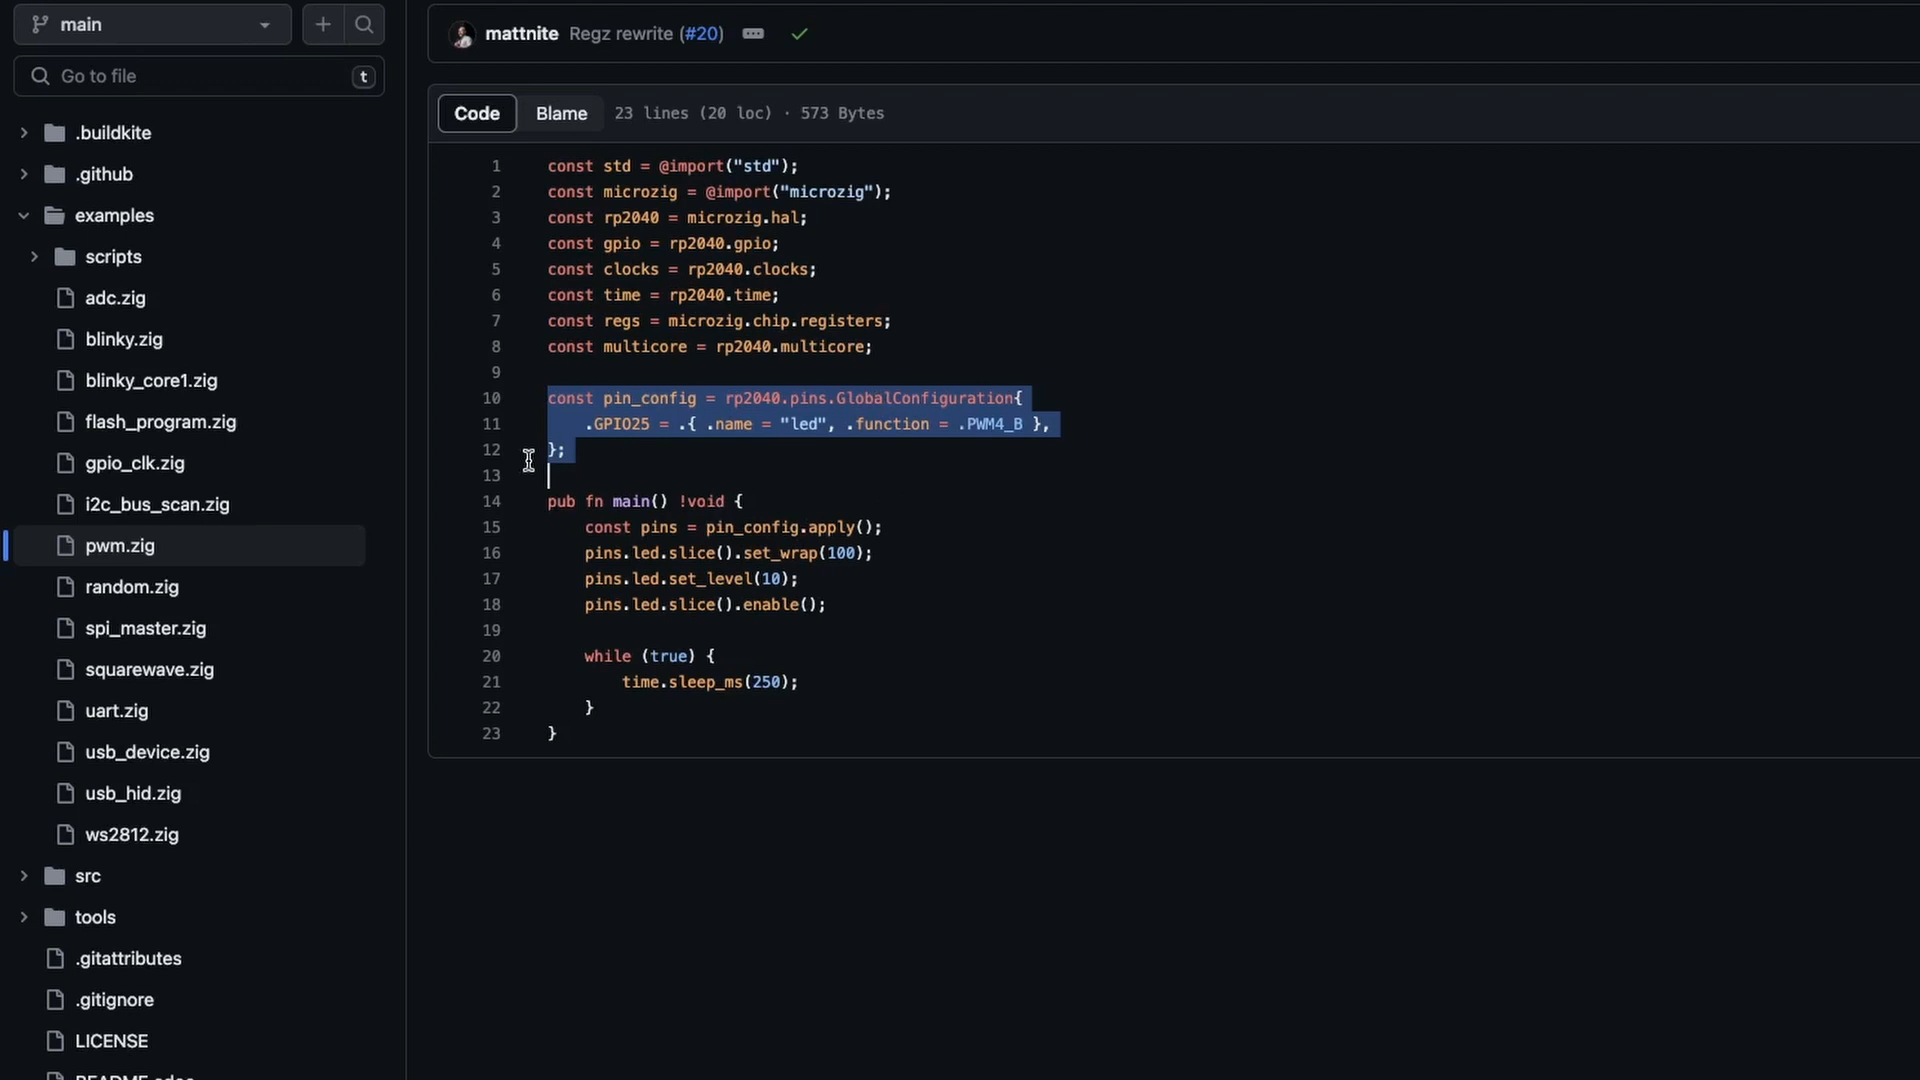 main
Go to file
t
.buildkite
.github
examples
scripts
adc.zig
blinky.zig
blinky_core1.zig
flash_program.zig
gpio_clk.zig
i2c_bus_scan.zig
pwm.zig
random.zig
spi_master.zig
squarewave.zig
uart.zig
usb_device.zig
usb_hid.zig
ws2812.zig
src
tools
.gitattributes
.gitignore
LICENSE
mattnite Regz rewrite (#20)
Code Blame 23 lines (20 loc) · 573 Bytes
1 const std = @import("std");
2 const microzig = @import("microzig");
3 const rp2040 = microzig.hal;
4 const gpio = rp2040.gpio;
5 const clocks = rp2040.clocks;
6 const time = rp2040.time;
7 const regs = microzig.chip.registers;
8 const multicore = rp2040.multicore;
9
10 const pin_config = rp2040.pins.GlobalConfiguration{
11     .GPIO25 = .{ .name = "led", .function = .PWM4_B },
12 };
13
14 pub fn main() !void {
15     const pins = pin_config.apply();
16     pins.led.slice().set_wrap(100);
17     pins.led.set_level(10);
18     pins.led.slice().enable();
19
20     while (true) {
21         time.sleep_ms(250);
22     }
23 }